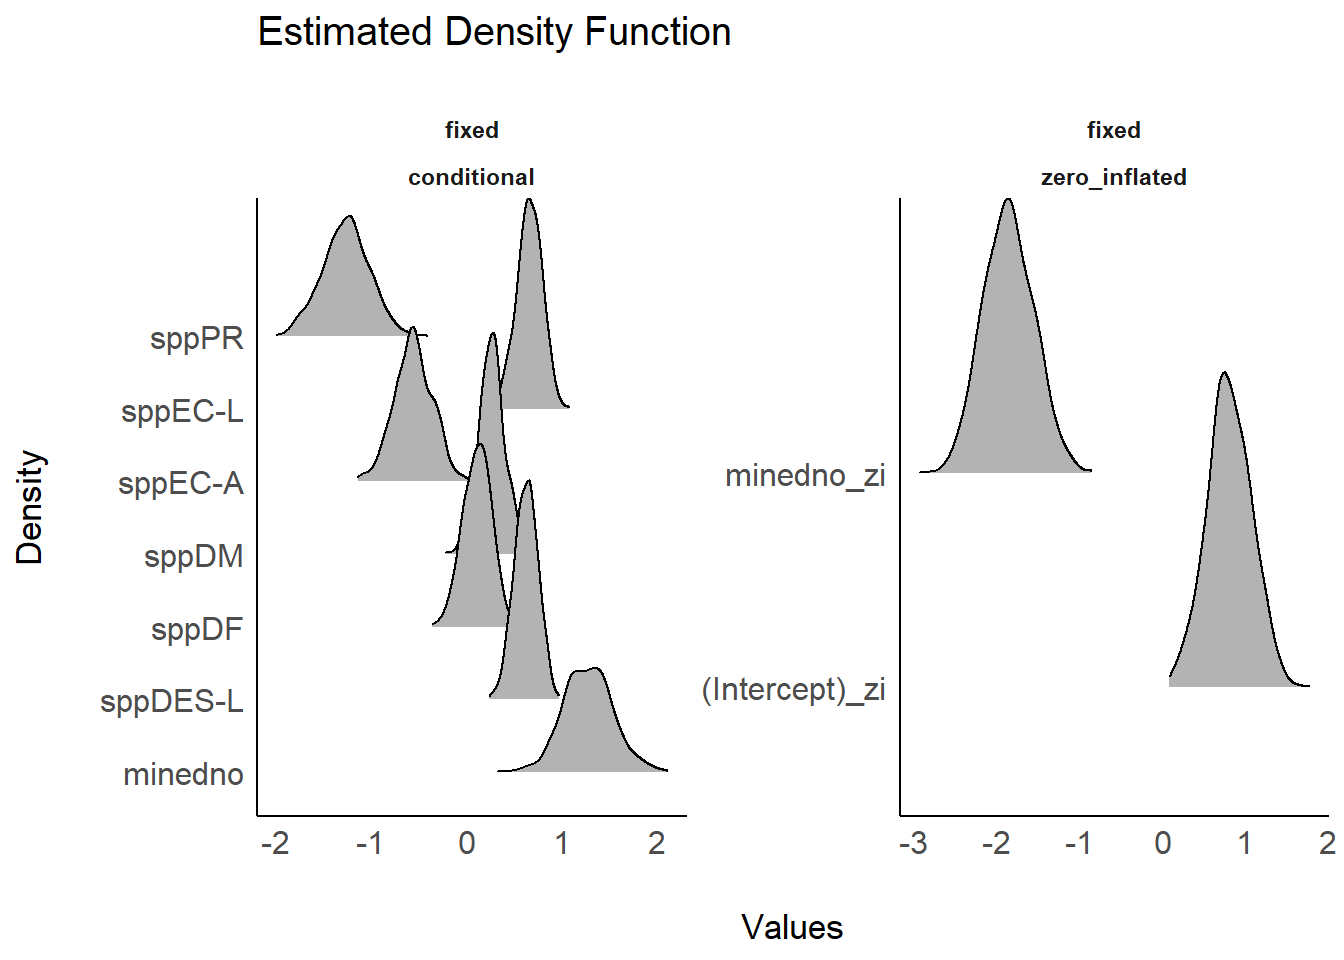 Estimated Density Function
fixed
conditional
fixed
zero_inflated
Density
sppPR
sppEC-L
sppEC-A
sppDM
sppDF
sppDES-L
minedno
-2 -1 0 1 2
minedno_zi
(Intercept)_zi
-3 -2 -1 0 1 2
Values